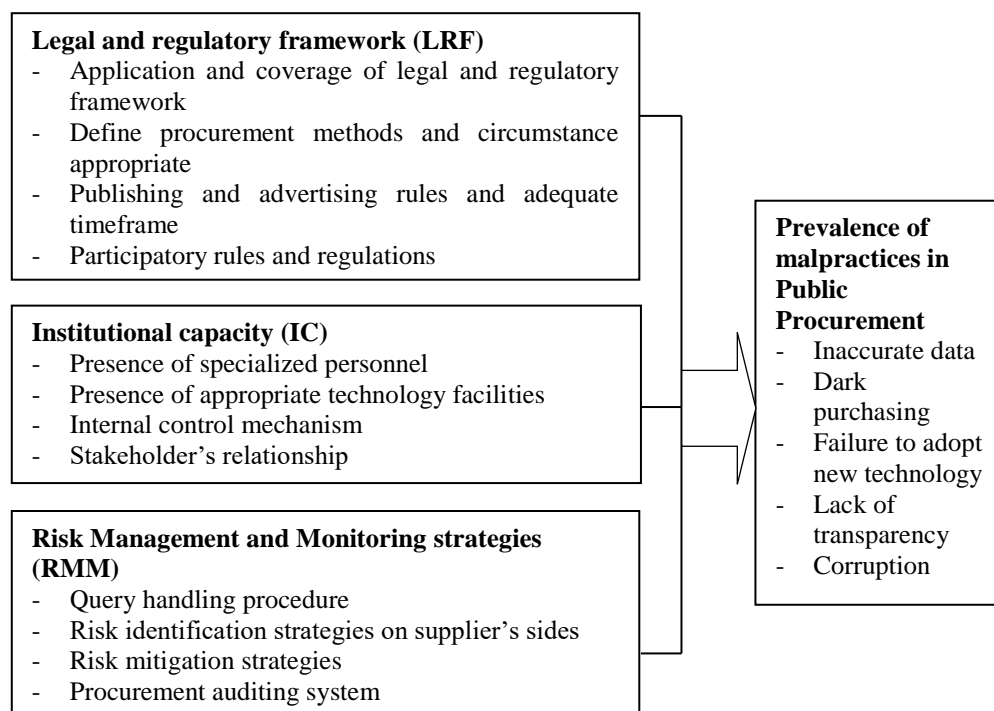 Legal and regulatory framework (LRF)
- Application and coverage of legal and regulatory
framework
- Define procurement methods and circumstance
appropriate
- Publishing and advertising rules and adequate
timeframe
- Participatory rules and regulations
Institutional capacity (IC)
- Presence of specialized personnel
- Presence of appropriate technology facilities
- Internal control mechanism
- Stakeholder’s relationship
Risk Management and Monitoring strategies
(RMM)
- Query handling procedure
- Risk identification strategies on supplier’s sides
- Risk mitigation strategies
- Procurement auditing system
Prevalence of
malpractices in
Public
Procurement
- Inaccurate data
- Dark
purchasing
- Failure to adopt
new technology
- Lack of
transparency
- Corruption